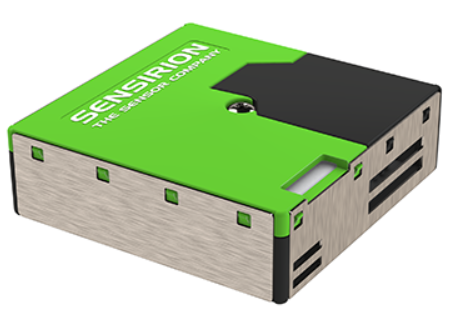 SENSIRION
THE SENSOR COMPANY